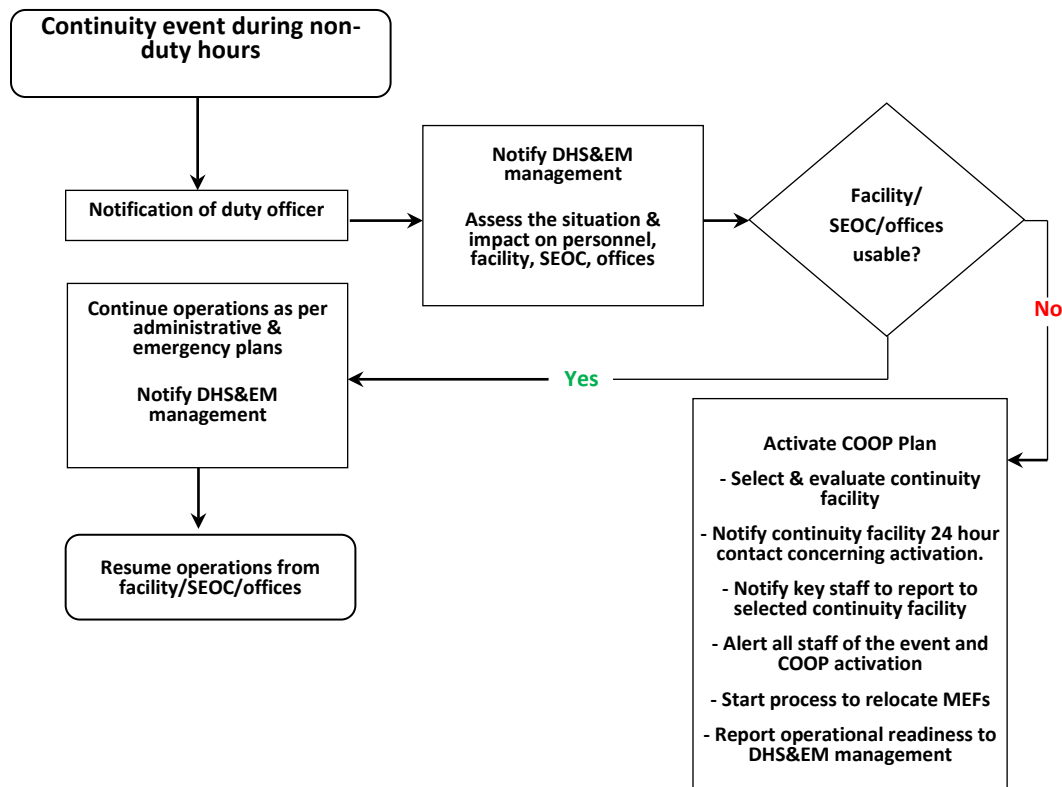 Continuity event during non-
duty hours
Notification of duty officer
Notify DHS&EM
management
Assess the situation &
impact on personnel,
facility, SEOC, offices
Facility/
SEOC/offices
usable?
No
Yes
Continue operations as per
administrative &
emergency plans
Notify DHS&EM
management
Resume operations from
facility/SEOC/offices
Activate COOP Plan
- Select & evaluate continuity
facility
- Notify continuity facility 24 hour
contact concerning activation.
- Notify key staff to report to
selected continuity facility
- Alert all staff of the event and
COOP activation
- Start process to relocate MEFs
- Report operational readiness to
DHS&EM management